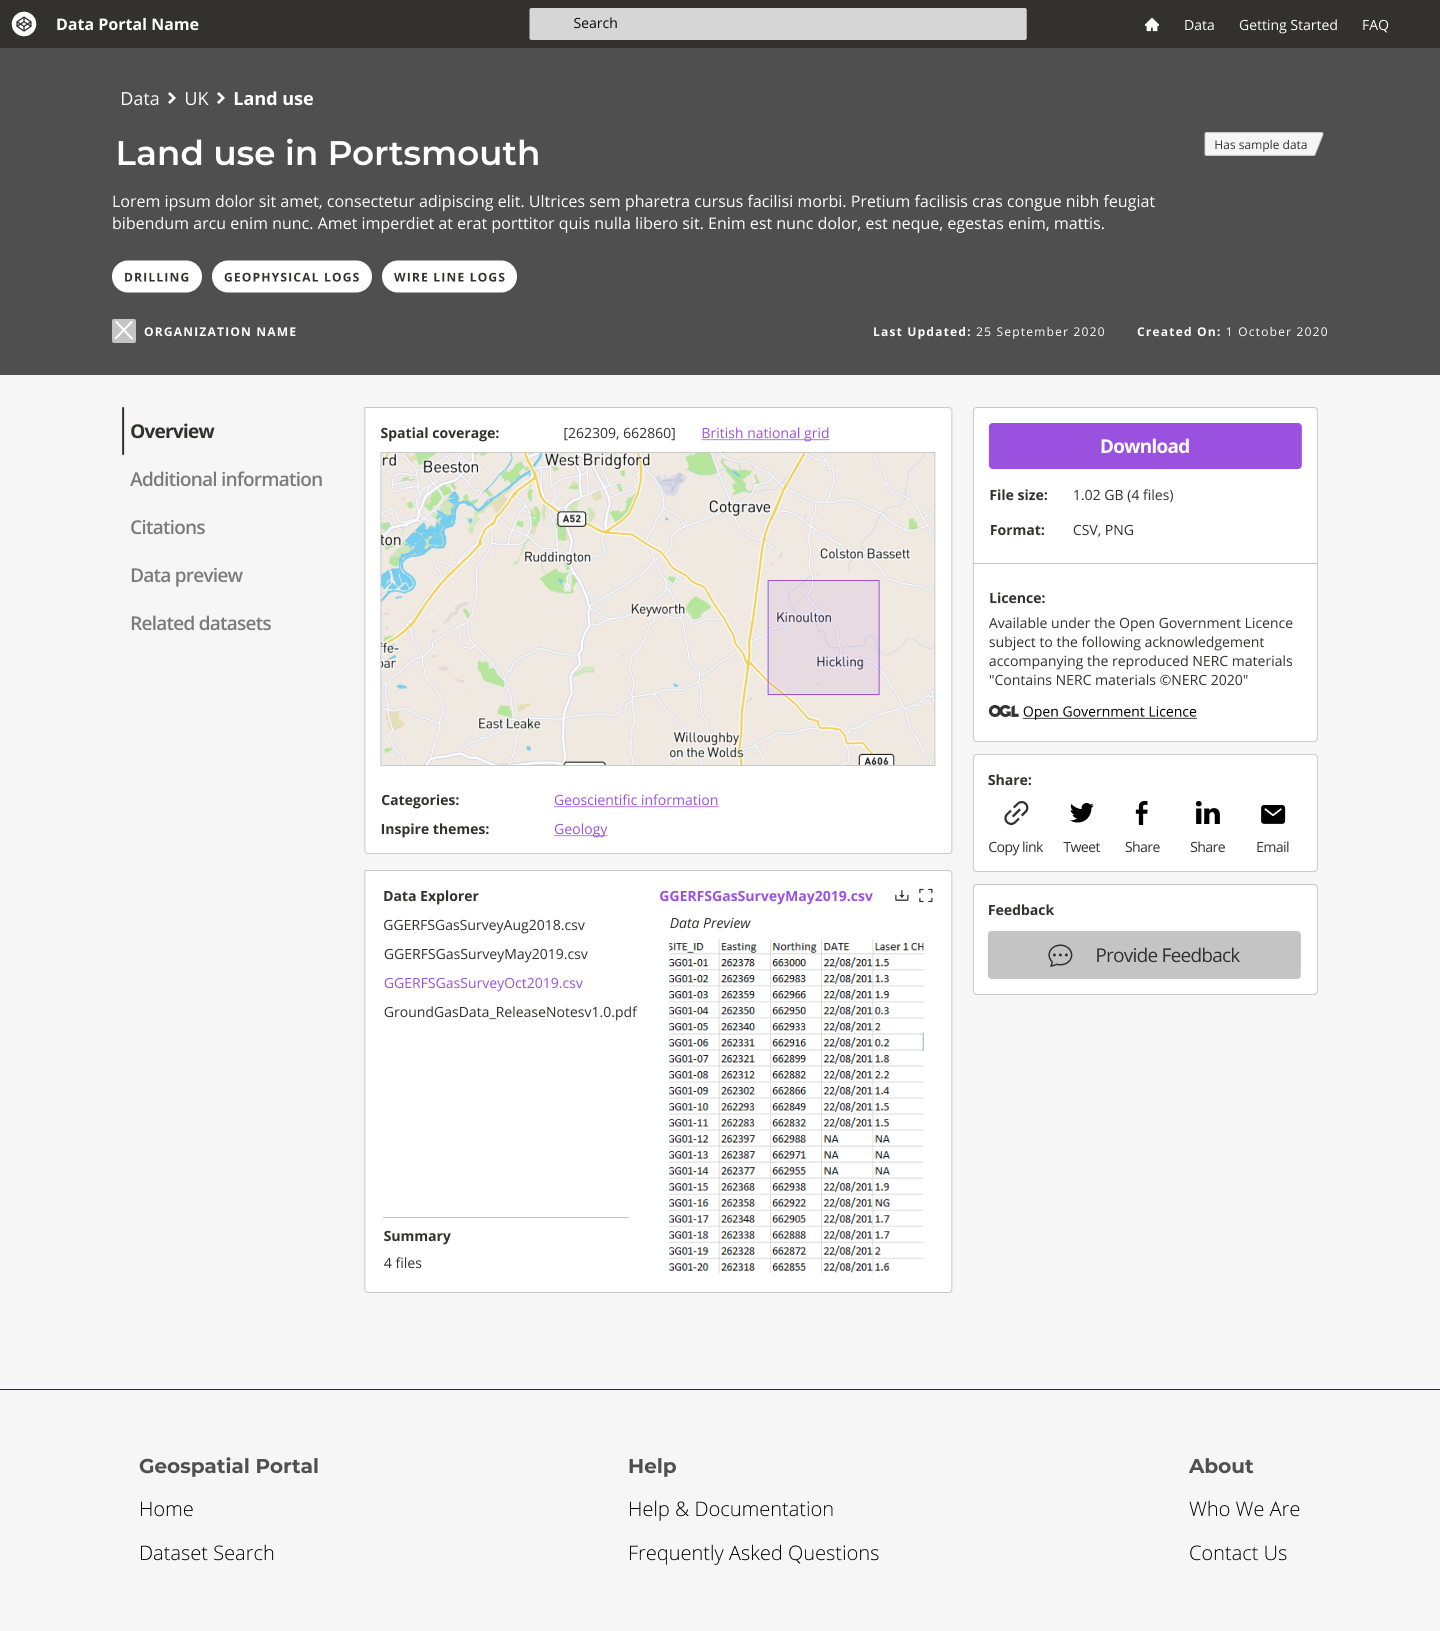 Data Portal Name
Search
Data
Getting Started
FAQ
Data > UK > Land use
Land use in Portsmouth
Has sample data
Lorem ipsum dolor sit amet, consectetur adipiscing elit. Ultrices sem pharetra cursus facilisi morbi. Pretium facilisis cras congue nibh feugiat
bibendum arcu enim nunc. Amet imperdiet at erat porttitor quis nulla libero sit. Enim est nunc dolor, est neque, egestas enim, mattis.
DRILLING
GEOPHYSICAL LOGS
WIRE LINE LOGS
ORGANIZATION NAME
Last Updated: 25 September 2020
Created On: 1 October 2020
Overview
Additional information
Citations
Data preview
Related datasets
Spatial coverage: [262309, 662860] British national grid
rd
Beeston
West Bridgford
A52
Cotgrave
ton
Ruddington
Colston Bassett
Keyworth
Kinoulton
ffe-
oar
Hickling
East Leake
Willoughby
on the Wolds
A606
Categories: Geoscientific information
Inspire themes: Geology
Data Explorer
GGERFSGasSurveyAug2018.csv
GGERFSGasSurveyMay2019.csv
GGERFSGasSurveyOct2019.csv
GroundGasData_ReleaseNotesv1.0.pdf
Summary
4 files
GGERFSGasSurveyMay2019.csv
Data Preview
SITE_ID Easting Northing DATE Laser 1 CH
GG01-01 262378 663000 22/08/201 1.5
GG01-02 262369 662983 22/08/201 1.3
GG01-03 262359 662966 22/08/201 1.9
GG01-04 262350 662950 22/08/201 0.3
GG01-05 262340 662933 22/08/201 2
GG01-06 262331 662916 22/08/201 0.2
GG01-07 262321 662899 22/08/201 1.8
GG01-08 262312 662882 22/08/201 2.2
GG01-09 262302 662866 22/08/201 1.4
GG01-10 262293 662849 22/08/201 1.5
GG01-11 262283 662832 22/08/201 1.5
GG01-12 262397 662988 NA NA
GG01-13 262387 662971 NA NA
GG01-14 262377 662955 NA NA
GG01-15 262368 662938 22/08/201 1.9
GG01-16 262358 662922 22/08/201 NG
GG01-17 262348 662905 22/08/201 1.7
GG01-18 262338 662888 22/08/201 1.7
GG01-19 262328 662872 22/08/201 2
GG01-20 262318 662855 22/08/201 1.6
Download
File size: 1.02 GB (4 files)
Format: CSV, PNG
Licence:
Available under the Open Government Licence
subject to the following acknowledgement
accompanying the reproduced NERC materials
"Contains NERC materials ©NERC 2020"
OGL Open Government Licence
Share:
Copy link
Tweet
Share
Share
Email
Feedback
Provide Feedback
Geospatial Portal
Home
Dataset Search
Help
Help & Documentation
Frequently Asked Questions
About
Who We Are
Contact Us